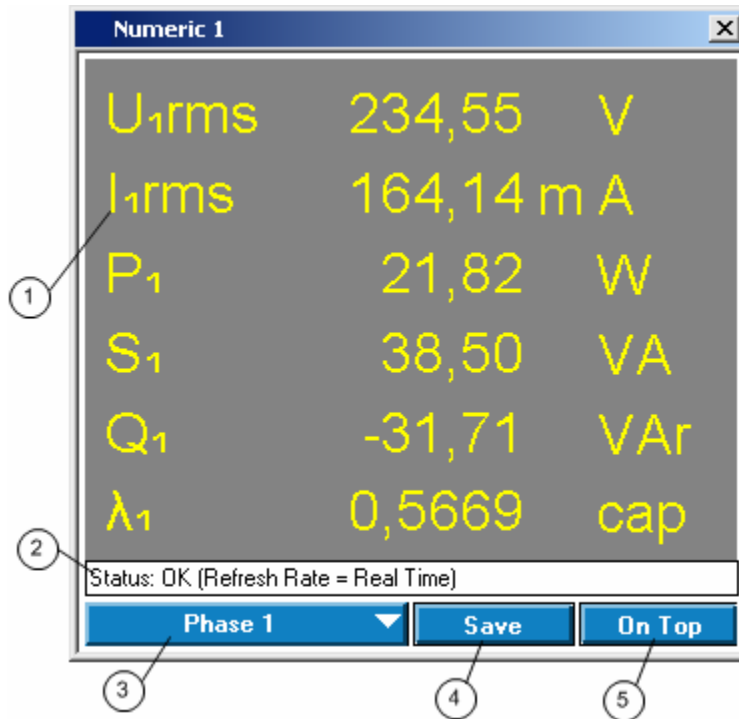 Numeric 1
U₁rms 234,55 V
I₁rms 164,14 m A
P₁ 21,82 W
S₁ 38,50 VA
Q₁ -31,71 VAr
λ₁ 0,5669 cap
Status: OK (Refresh Rate = Real Time)
Phase 1 Save On Top
1
2
3
4
5